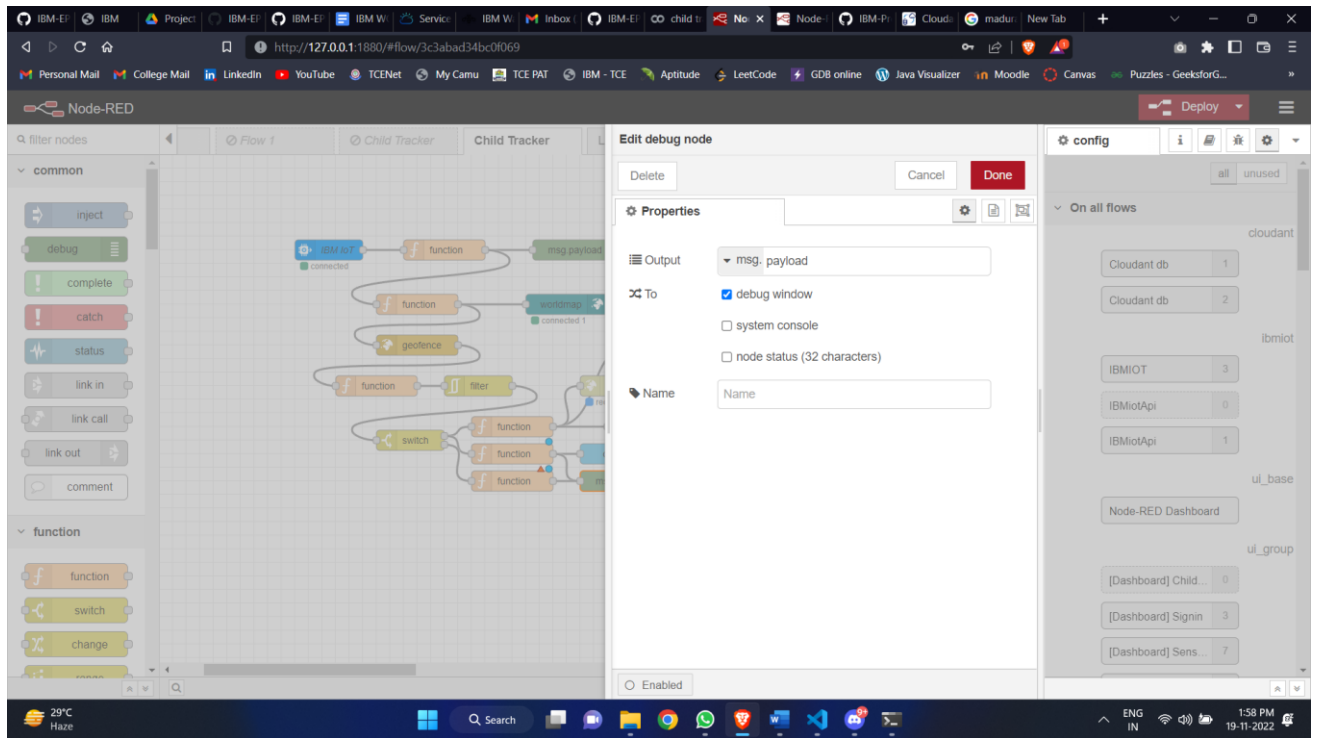 IBM-EF IBM Project IBM-EF IBM-EF IBM W Service IBM W Inbox ( IBM-EF child t No X Node- IBM-Pr Clouda madura New Tab
http://127.0.0.1:1880/#flow/3c3abad34bc0f069
Personal Mail College Mail LinkedIn YouTube TCENet My Camu TCE PAT IBM - TCE Aptitude LeetCode GDB online Java Visualizer Moodle Canvas Puzzles - GeeksforG... »
Node-RED Deploy
filter nodes Flow 1 Child Tracker Child Tracker L Edit debug node config
common Delete Cancel Done all unused
inject Properties On all flows
debug cloudant
IBM IoT function msg.payload Output msg. payload Cloudant db 1
connected
complete To debug window Cloudant db 2
catch function worldmap system console
connected 1
status geofence node status (32 characters) ibmiot
link in function filter Name Name IBMIOT 3
link call IBMiotApi 0
link out switch function IBMiotApi 1
function
comment function ui_base
function Node-RED Dashboard
ui_group
function [Dashboard] Child... 0
switch [Dashboard] Signin 3
change [Dashboard] Sens... 7
range
Enabled
29°C
Haze
Search
ENG
IN
1:58 PM
19-11-2022